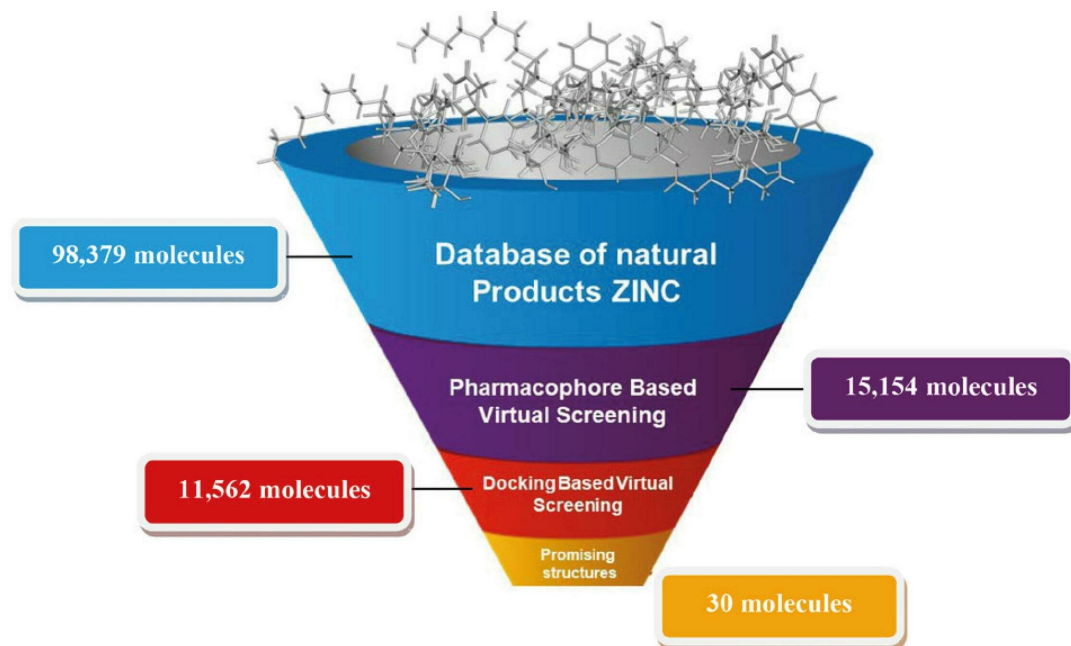 98,379 molecules
Database of natural
Products ZINC
Pharmacophore Based
Virtual Screening
15,154 molecules
11,562 molecules
Docking Based Virtual
Screening
Promising
structures
30 molecules